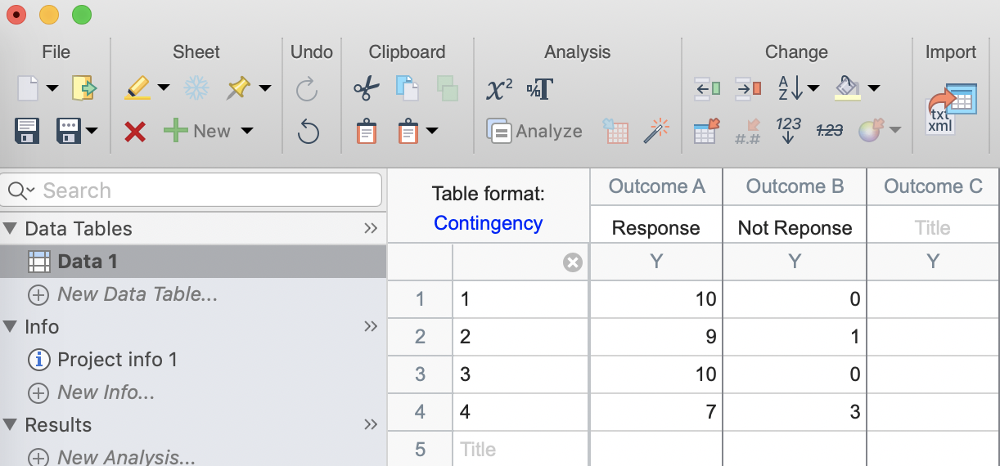 File Sheet Undo Clipboard Analysis Change Import
x² %T A Z
New Analyze #.# 123 1.23 txt xml
Search
Table format:
Contingency
Outcome A Outcome B Outcome C
Response Not Reponse Title
Data Tables »
Y Y Y
Data 1
New Data Table...
1 1 10 0
Info »
2 2 9 1
Project info 1
3 3 10 0
New Info...
4 4 7 3
Results »
5 Title
New Analysis...